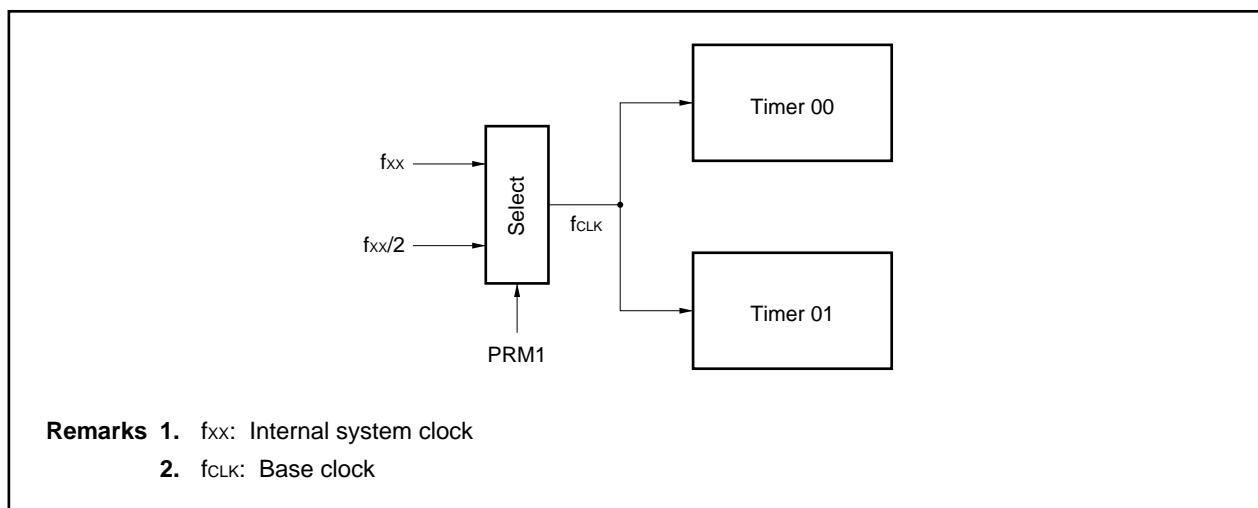 Timer 00
fxx
Select
fCLK
fxx/2
Timer 01
PRM1
Remarks 1. fxx: Internal system clock
2. fCLK: Base clock